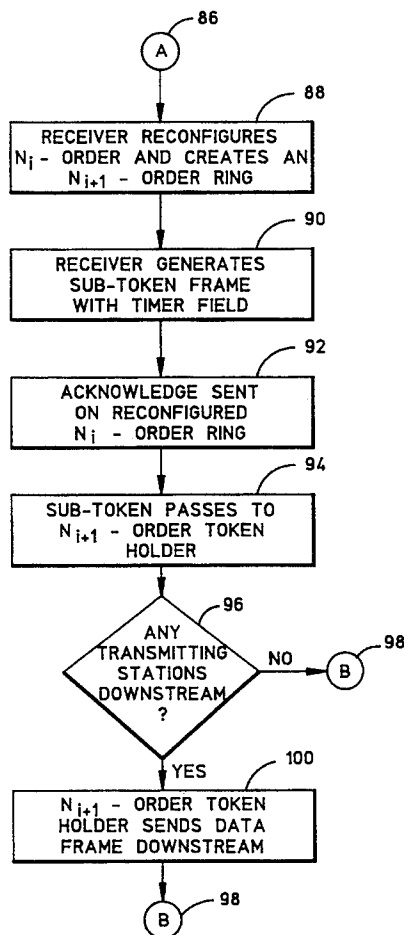 86
A
88
RECEIVER RECONFIGURES
Ni - ORDER AND CREATES AN
Ni+1 - ORDER RING
90
RECEIVER GENERATES
SUB-TOKEN FRAME
WITH TIMER FIELD
92
ACKNOWLEDGE SENT
ON RECONFIGURED
Ni - ORDER RING
94
SUB-TOKEN PASSES TO
Ni+1 - ORDER TOKEN
HOLDER
96
ANY
TRANSMITTING
STATIONS
DOWNSTREAM
?
NO
98
B
YES
100
Ni+1 - ORDER TOKEN
HOLDER SENDS DATA
FRAME DOWNSTREAM
98
B